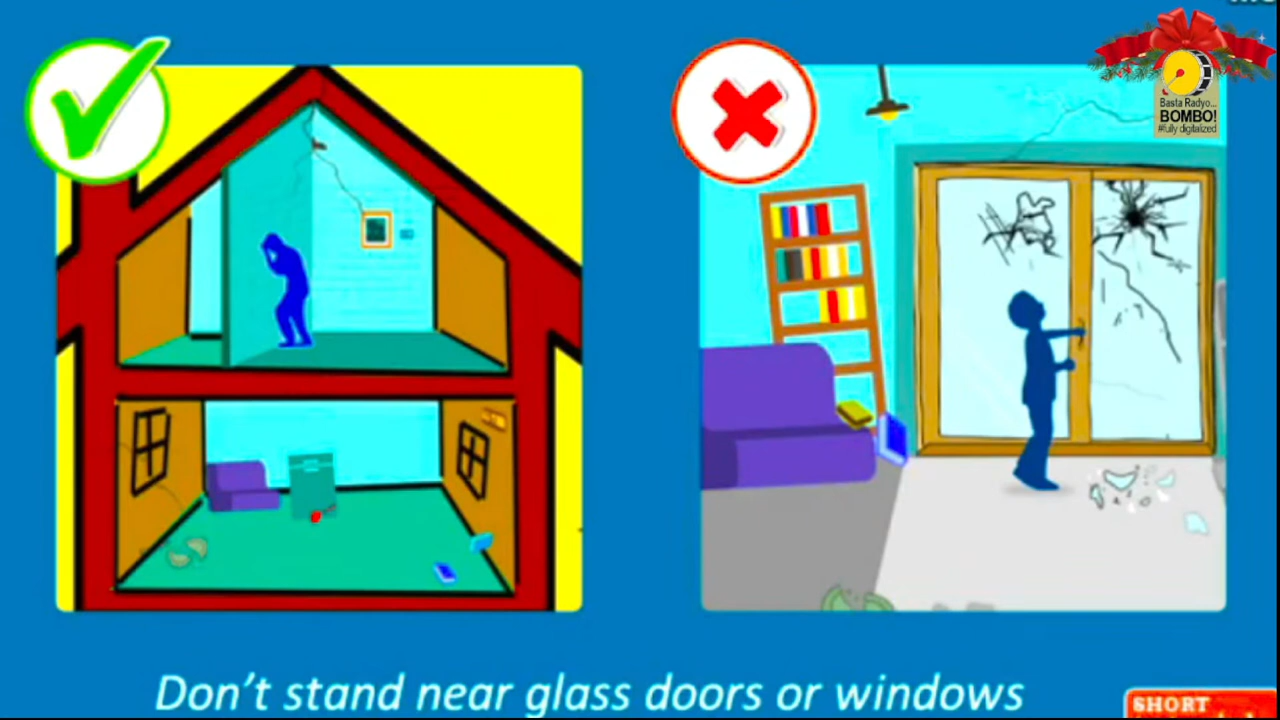 Basta Radyo...
BOMBO!
#fully digitalized
Don't stand near glass doors or windows
SHORT